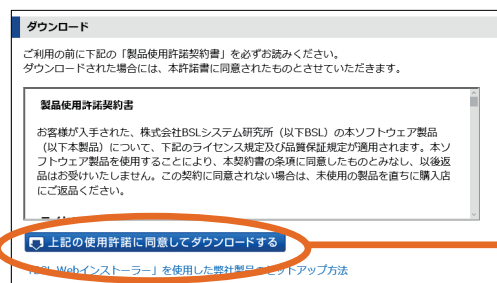 ダウンロード
ご利用の前に下記の「製品使用許諾契約書」を必ずお読みください。
ダウンロードされた場合には、本許諾書に同意されたものとさせていただきます。
製品使用許諾契約書
お客様が入手された、株式会社BSLシステム研究所（以下BSL）の本ソフトウェア製品
（以下本製品）について、下記のライセンス規定及び品質保証規定が適用されます。本ソ
フトウェア製品を使用することにより、本契約書の条項に同意したものとみなし、以後返
品はお受けいたしません。この契約に同意されない場合は、未使用の製品を直ちに購入店
にご返品ください。
上記の使用許諾に同意してダウンロードする
Webインストーラー」を使用した弊社製品のセットアップ方法